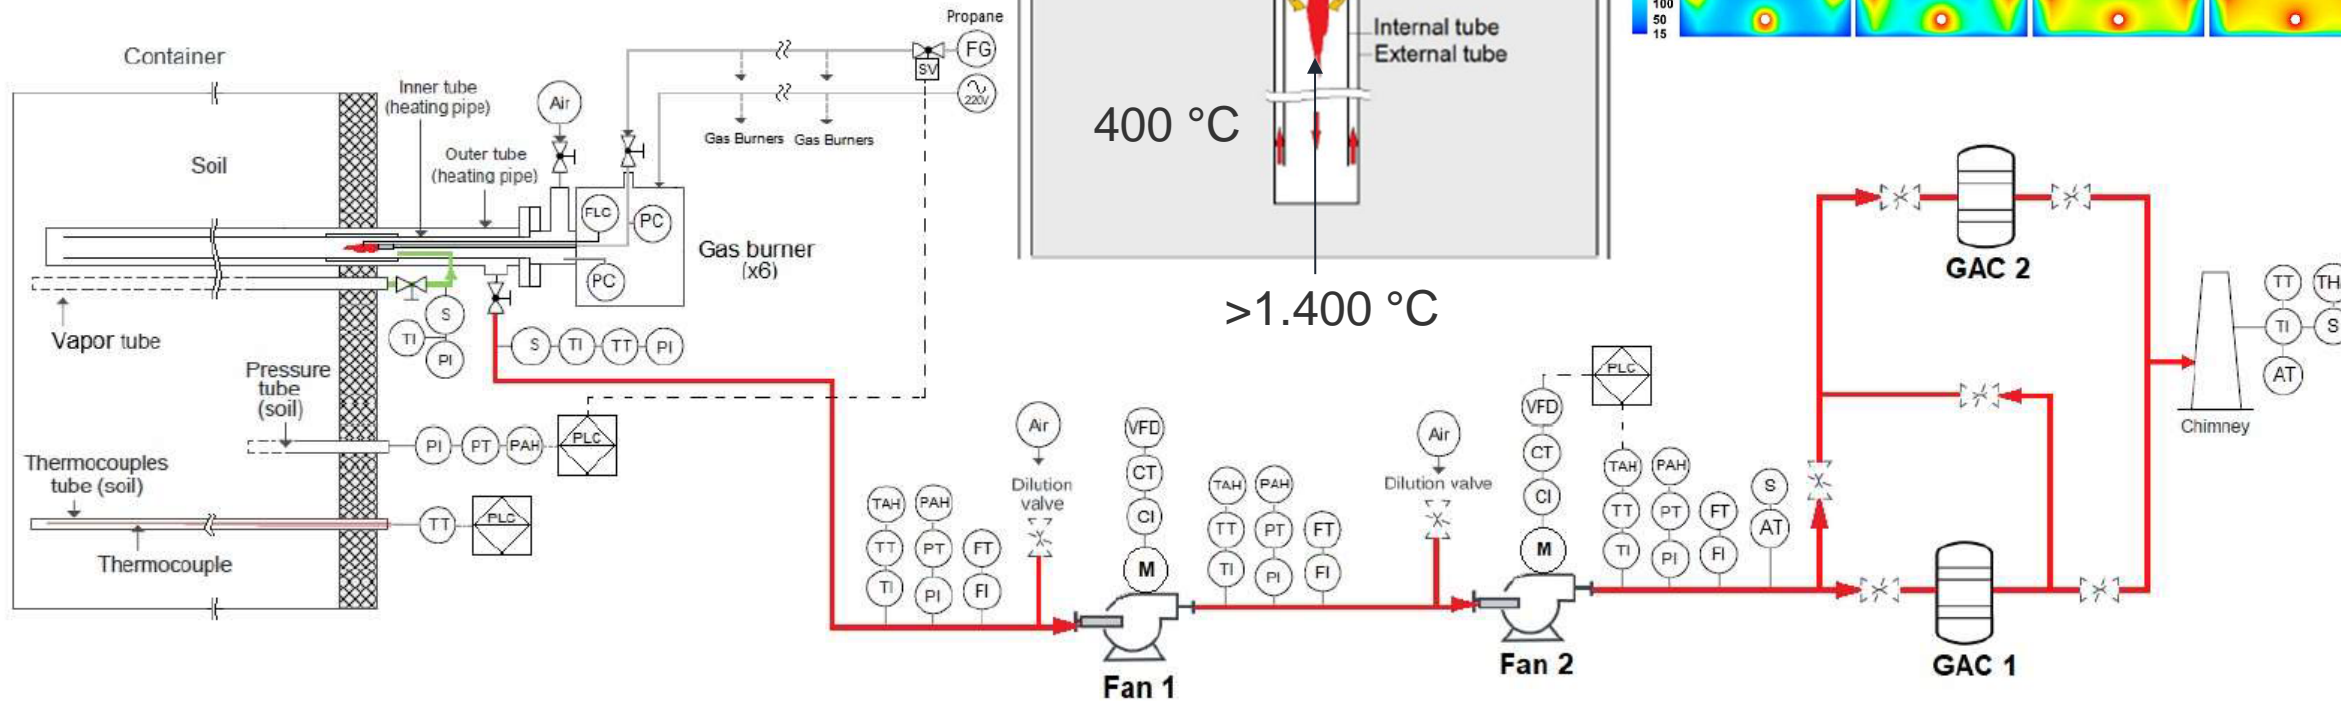 Container
Soil
Inner tube
(heating pipe)
Outer tube
(heating pipe)
Air
Propane
FG
SV
220V
Gas Burners
Gas Burners
FLC
PC
PC
Gas burner
(x6)
Vapor tube
S
TI
PI
S
TI
TT
PI
Pressure
tube
(soil)
PI
PT
PAH
PLC
Thermocouples
tube (soil)
TT
PLC
Thermocouple
Internal tube
External tube
400 °C
>1.400 °C
100
50
15
TAH
PAH
TT
PT
FT
TI
PI
FI
Air
Dilution
valve
VFD
CT
CI
M
Fan 1
TAH
PAH
TT
PT
FT
TI
PI
FI
Air
Dilution valve
VFD
CT
CI
M
Fan 2
PLC
TAH
PAH
TT
PT
FT
TI
PI
FI
S
AT
GAC 2
GAC 1
Chimney
TT
TH
TI
S
AT